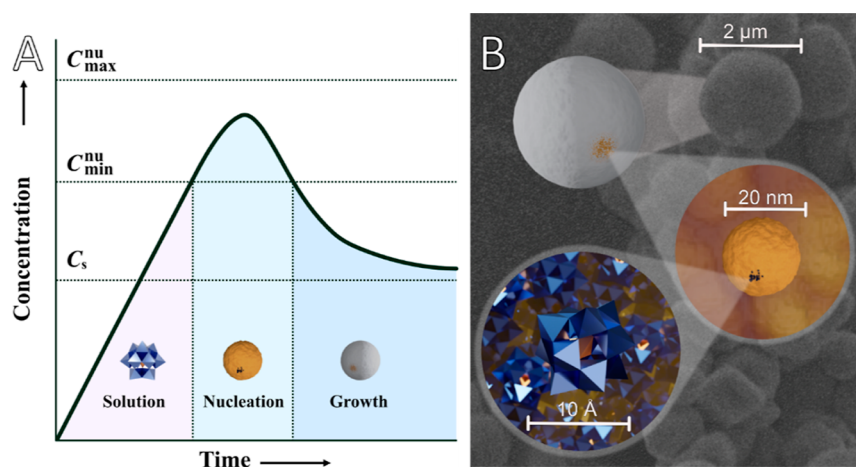 A
C^nu_max
C^nu_min
C_s
Concentration
Solution
Nucleation
Growth
Time
B
2 µm
20 nm
10 Å